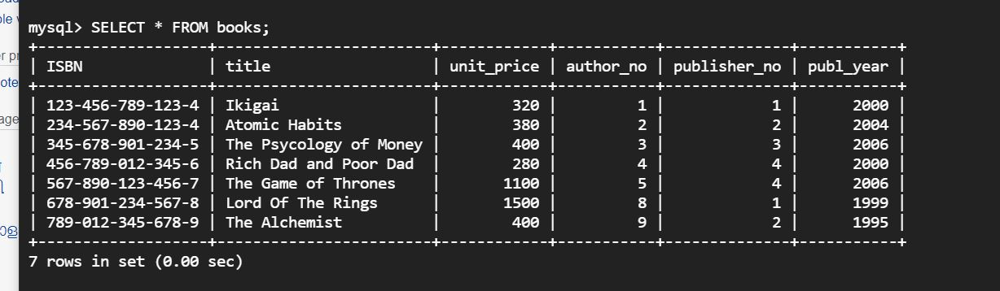 ple
mysql> SELECT * FROM books;
+-------------------+-------------------------+------------+-----------+--------------+-----------+
| ISBN              | title                   | unit_price | author_no | publisher_no | publ_year |
+-------------------+-------------------------+------------+-----------+--------------+-----------+
| 123-456-789-123-4 | Ikigai                  |        320 |         1 |            1 |      2000 |
| 234-567-890-123-4 | Atomic Habits           |        380 |         2 |            2 |      2004 |
| 345-678-901-234-5 | The Psycology of Money  |        400 |         3 |            3 |      2006 |
| 456-789-012-345-6 | Rich Dad and Poor Dad   |        280 |         4 |            4 |      2000 |
| 567-890-123-456-7 | The Game of Thrones     |       1100 |         5 |            4 |      2006 |
| 678-901-234-567-8 | Lord Of The Rings       |       1500 |         8 |            1 |      1999 |
| 789-012-345-678-9 | The Alchemist           |        400 |         9 |            2 |      1995 |
+-------------------+-------------------------+------------+-----------+--------------+-----------+
7 rows in set (0.00 sec)